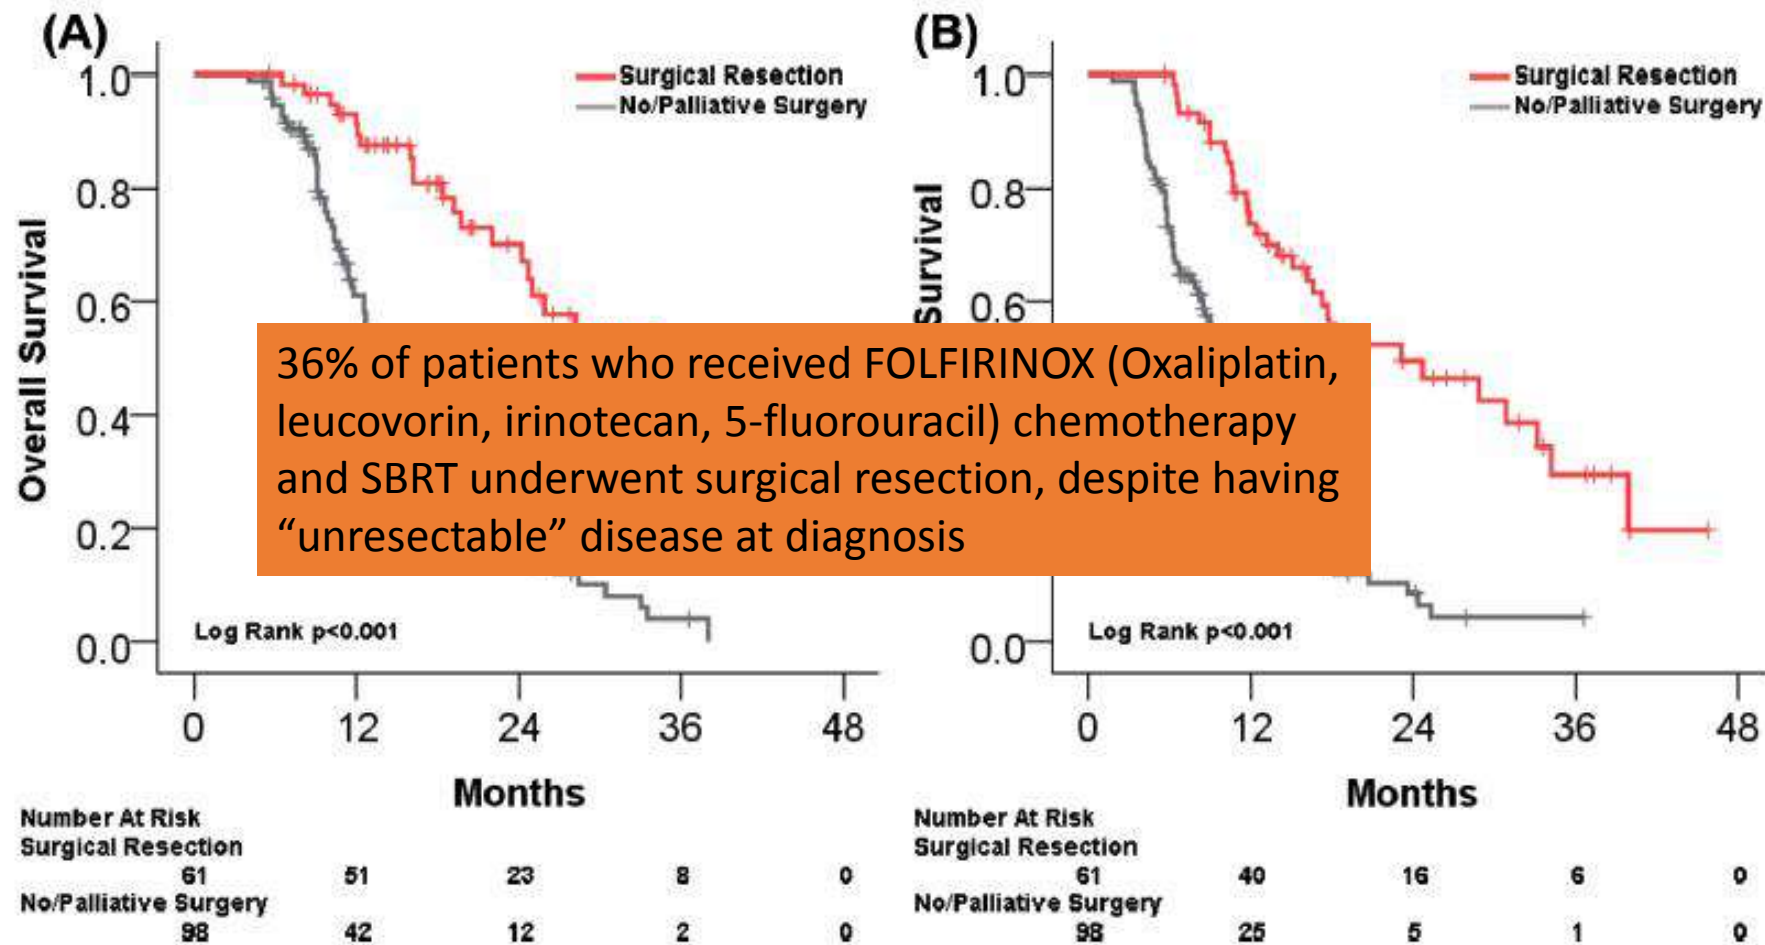 (A)
Surgical Resection
No/Palliative Surgery
1.0
0.8
0.6
0.4
0.2
0.0
Overall Survival
Log Rank p<0.001
0 12 24 36 48
Months
Number At Risk
Surgical Resection
61 51 23 8 0
No/Palliative Surgery
98 42 12 2 0
(B)
Surgical Resection
No/Palliative Surgery
1.0
0.8
0.6
0.0
Survival
Log Rank p<0.001
0 12 24 36 48
Months
Number At Risk
Surgical Resection
61 40 16 6 0
No/Palliative Surgery
98 25 5 1 0
36% of patients who received FOLFIRINOX (Oxaliplatin,
leucovorin, irinotecan, 5-fluorouracil) chemotherapy
and SBRT underwent surgical resection, despite having
“unresectable” disease at diagnosis